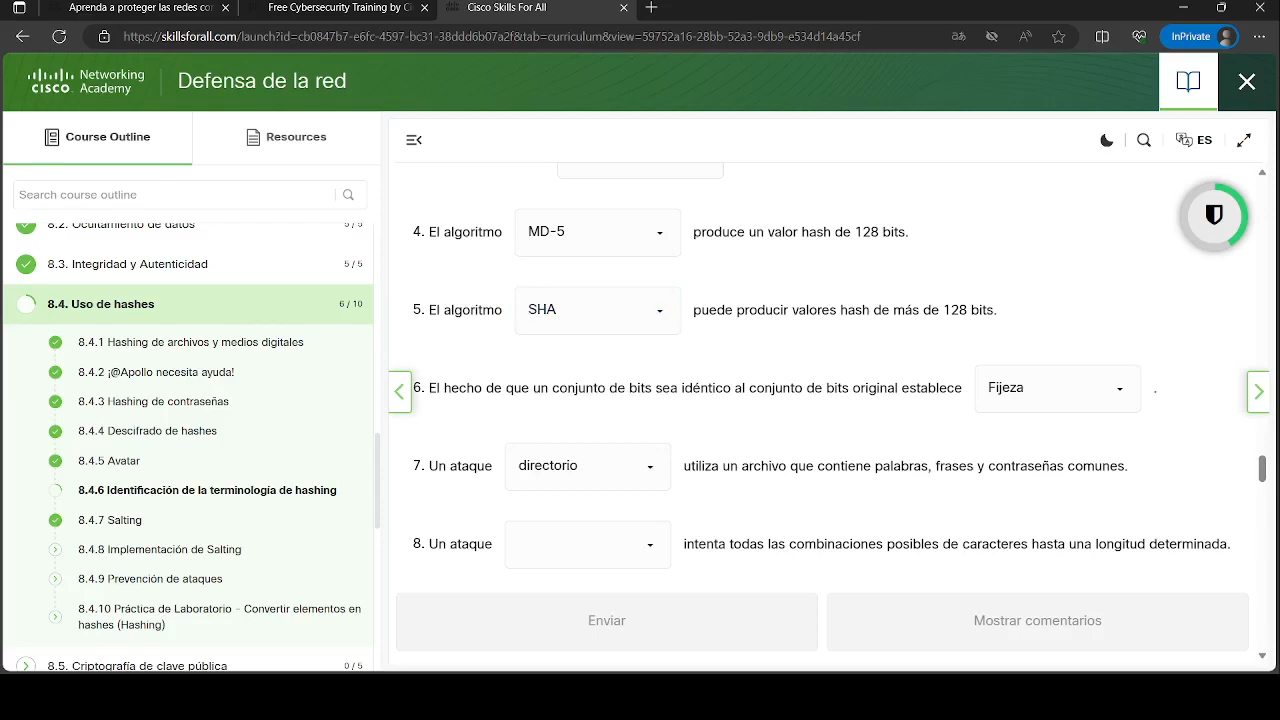 Aprenda a proteger las redes cor
Free Cybersecurity Training by Ci
Cisco Skills For All
https://skillsforall.com/launch?id=cb0847b7-e6fc-4597-bc31-38ddd6b07a2f&tab=curriculum&view=59752a16-28bb-52a3-9db9-e534d14a45cf
InPrivate
CISCO
Networking
Academy
Defensa de la red
Course Outline
Resources
ES
Search course outline
8.2. Ocultamiento de datos 5/5
8.3. Integridad y Autenticidad 5/5
8.4. Uso de hashes 6/10
8.4.1 Hashing de archivos y medios digitales
8.4.2 ¡@Apollo necesita ayuda!
8.4.3 Hashing de contraseñas
8.4.4 Descifrado de hashes
8.4.5 Avatar
8.4.6 Identificación de la terminología de hashing
8.4.7 Salting
8.4.8 Implementación de Salting
8.4.9 Prevención de ataques
8.4.10 Práctica de Laboratorio - Convertir elementos en
hashes (Hashing)
8.5. Criptografía de clave pública 0/5
4. El algoritmo MD-5 produce un valor hash de 128 bits.
5. El algoritmo SHA puede producir valores hash de más de 128 bits.
6. El hecho de que un conjunto de bits sea idéntico al conjunto de bits original establece Fijeza .
7. Un ataque directorio utiliza un archivo que contiene palabras, frases y contraseñas comunes.
8. Un ataque intenta todas las combinaciones posibles de caracteres hasta una longitud determinada.
Enviar
Mostrar comentarios